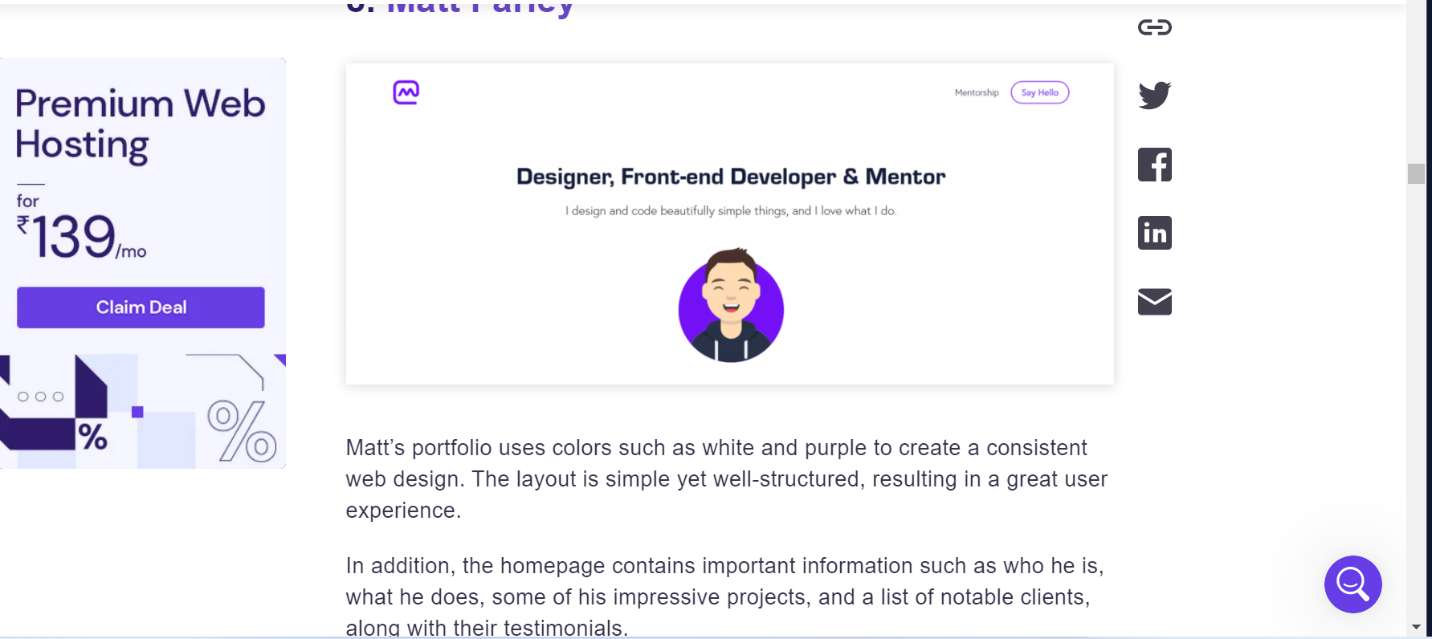 Matt Farley
Premium Web
Hosting
for
₹139/mo
Claim Deal
%
%
Mentorship
Say Hello
Designer, Front-end Developer & Mentor
I design and code beautifully simple things, and I love what I do.
Matt’s portfolio uses colors such as white and purple to create a consistent
web design. The layout is simple yet well-structured, resulting in a great user
experience.
In addition, the homepage contains important information such as who he is,
what he does, some of his impressive projects, and a list of notable clients,
along with their testimonials.